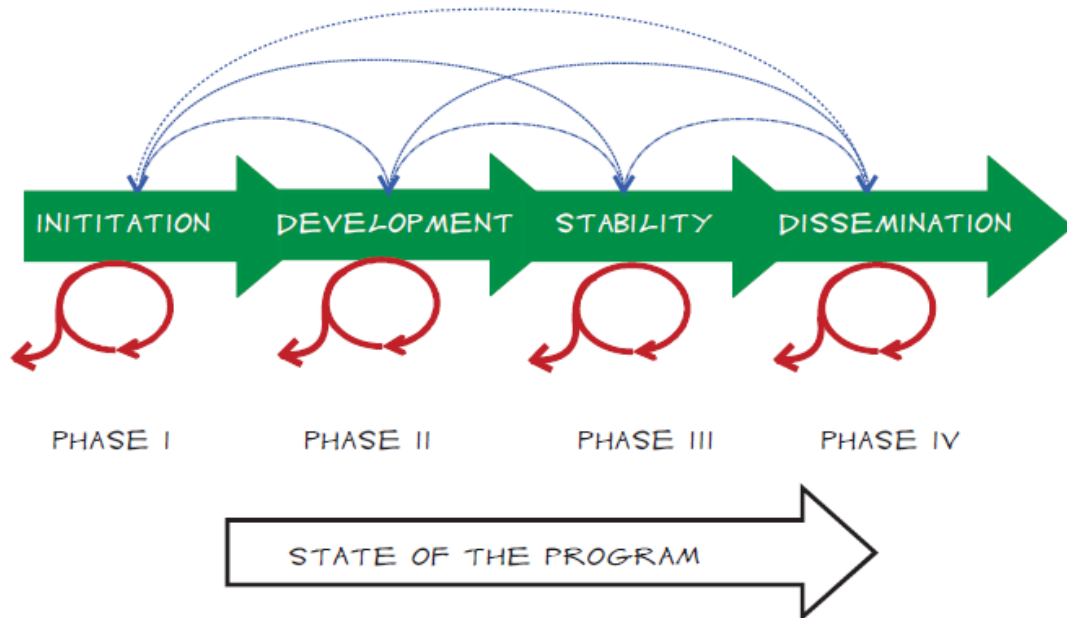 INITITATION
DEVELOPMENT
STABILITY
DISSEMINATION
PHASE I
PHASE II
PHASE III
PHASE IV
STATE OF THE PROGRAM